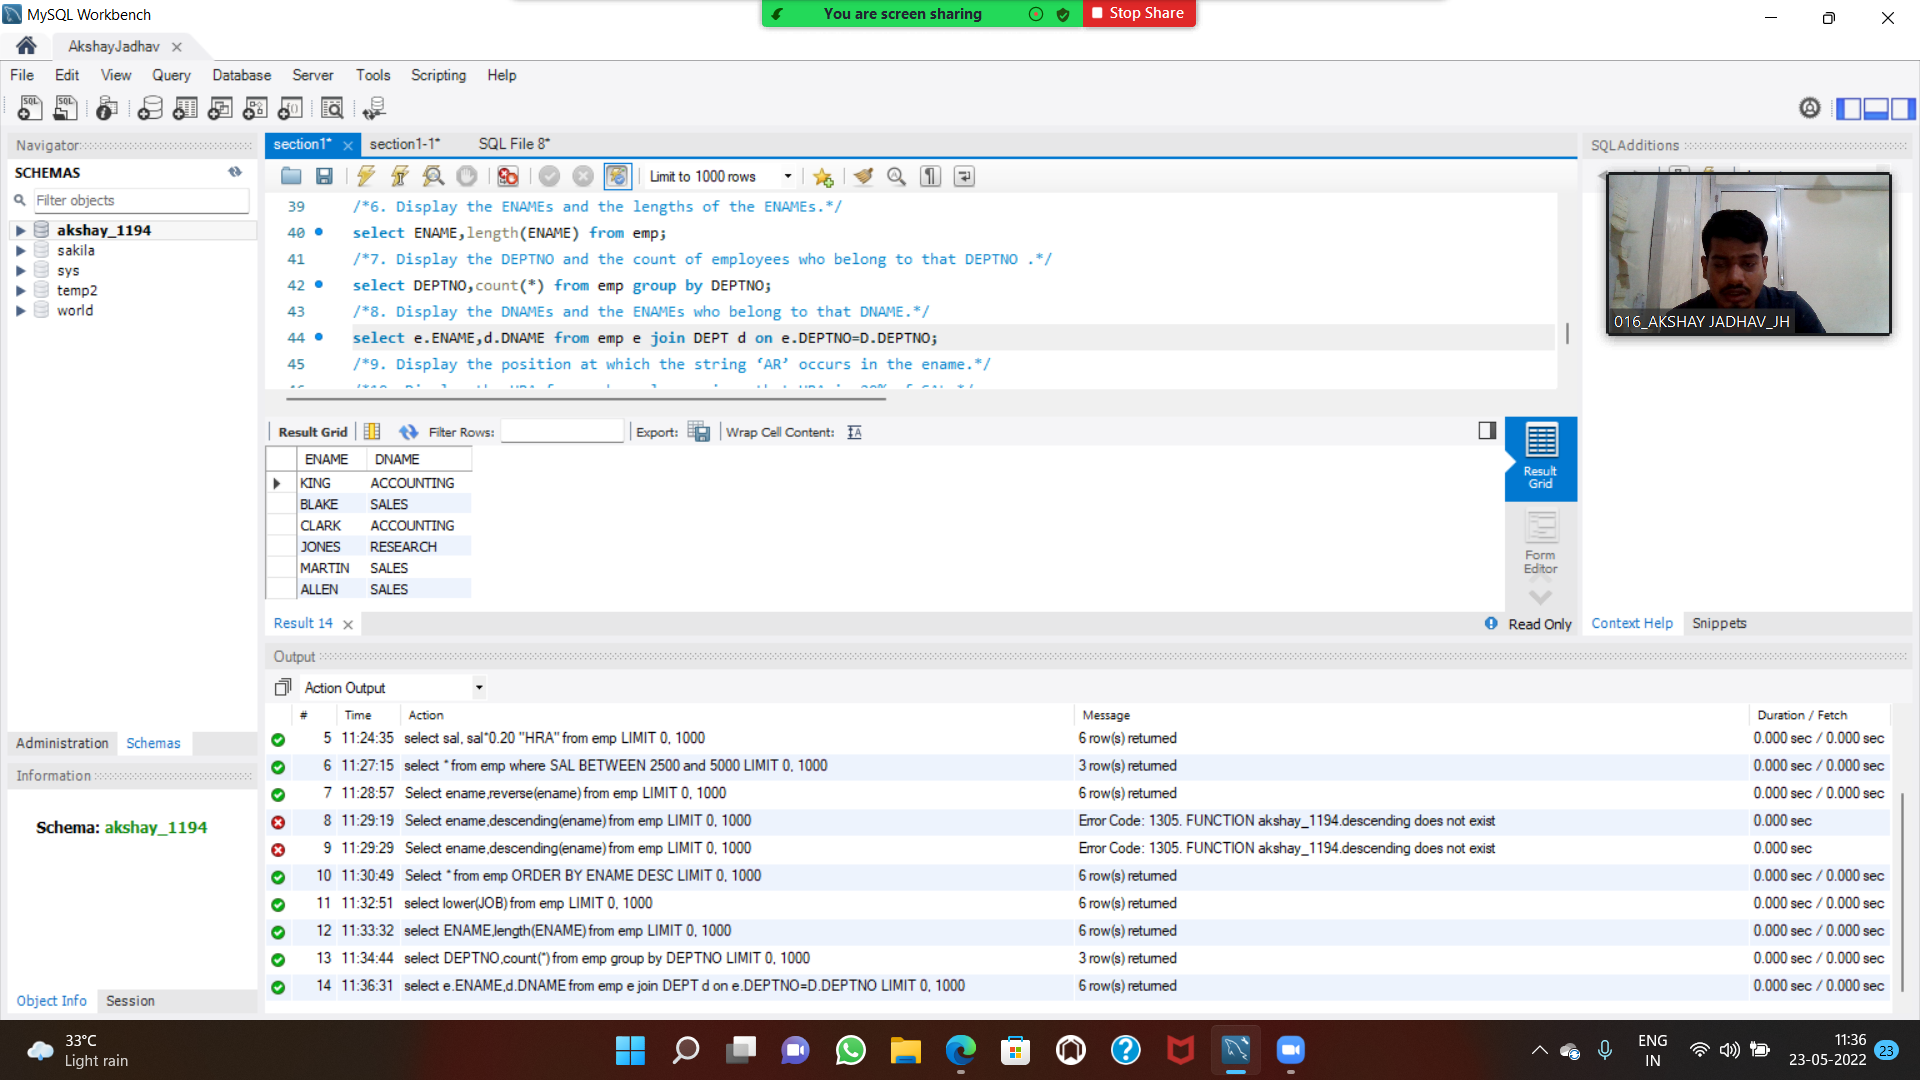 MySQL Workbench
You are screen sharing
Stop Share
AkshayJadhav
File Edit View Query Database Server Tools Scripting Help
Navigator
SCHEMAS
Filter objects
akshay_1194
sakila
sys
temp2
world
Administration Schemas
Information
Schema: akshay_1194
Object Info Session
section1* section1-1* SQL File 8*
Limit to 1000 rows
39 /*6. Display the ENAMEs and the lengths of the ENAMEs.*/
40 select ENAME,length(ENAME) from emp;
41 /*7. Display the DEPTNO and the count of employees who belong to that DEPTNO .*/
42 select DEPTNO,count(*) from emp group by DEPTNO;
43 /*8. Display the DNAMEs and the ENAMEs who belong to that DNAME.*/
44 select e.ENAME,d.DNAME from emp e join DEPT d on e.DEPTNO=D.DEPTNO;
45 /*9. Display the position at which the string ‘AR’ occurs in the ename.*/
Result Grid Filter Rows: Export: Wrap Cell Content:
ENAME DNAME
KING ACCOUNTING
BLAKE SALES
CLARK ACCOUNTING
JONES RESEARCH
MARTIN SALES
ALLEN SALES
Result Grid
Form Editor
Result 14
Read Only
SQLAdditions
016_AKSHAY JADHAV_JH
Context Help Snippets
Output
Action Output
# Time Action Message Duration / Fetch
5 11:24:35 select sal, sal*0.20 "HRA" from emp LIMIT 0, 1000 6 row(s) returned 0.000 sec / 0.000 sec
6 11:27:15 select * from emp where SAL BETWEEN 2500 and 5000 LIMIT 0, 1000 3 row(s) returned 0.000 sec / 0.000 sec
7 11:28:57 Select ename,reverse(ename) from emp LIMIT 0, 1000 6 row(s) returned 0.000 sec / 0.000 sec
8 11:29:19 Select ename,descending(ename) from emp LIMIT 0, 1000 Error Code: 1305. FUNCTION akshay_1194.descending does not exist 0.000 sec
9 11:29:29 Select ename,descending(ename) from emp LIMIT 0, 1000 Error Code: 1305. FUNCTION akshay_1194.descending does not exist 0.000 sec
10 11:30:49 Select * from emp ORDER BY ENAME DESC LIMIT 0, 1000 6 row(s) returned 0.000 sec / 0.000 sec
11 11:32:51 select lower(JOB) from emp LIMIT 0, 1000 6 row(s) returned 0.000 sec / 0.000 sec
12 11:33:32 select ENAME,length(ENAME) from emp LIMIT 0, 1000 6 row(s) returned 0.000 sec / 0.000 sec
13 11:34:44 select DEPTNO,count(*) from emp group by DEPTNO LIMIT 0, 1000 3 row(s) returned 0.000 sec / 0.000 sec
14 11:36:31 select e.ENAME,d.DNAME from emp e join DEPT d on e.DEPTNO=D.DEPTNO LIMIT 0, 1000 6 row(s) returned 0.000 sec / 0.000 sec
33°C
Light rain
ENG
IN
11:36
23-05-2022
23